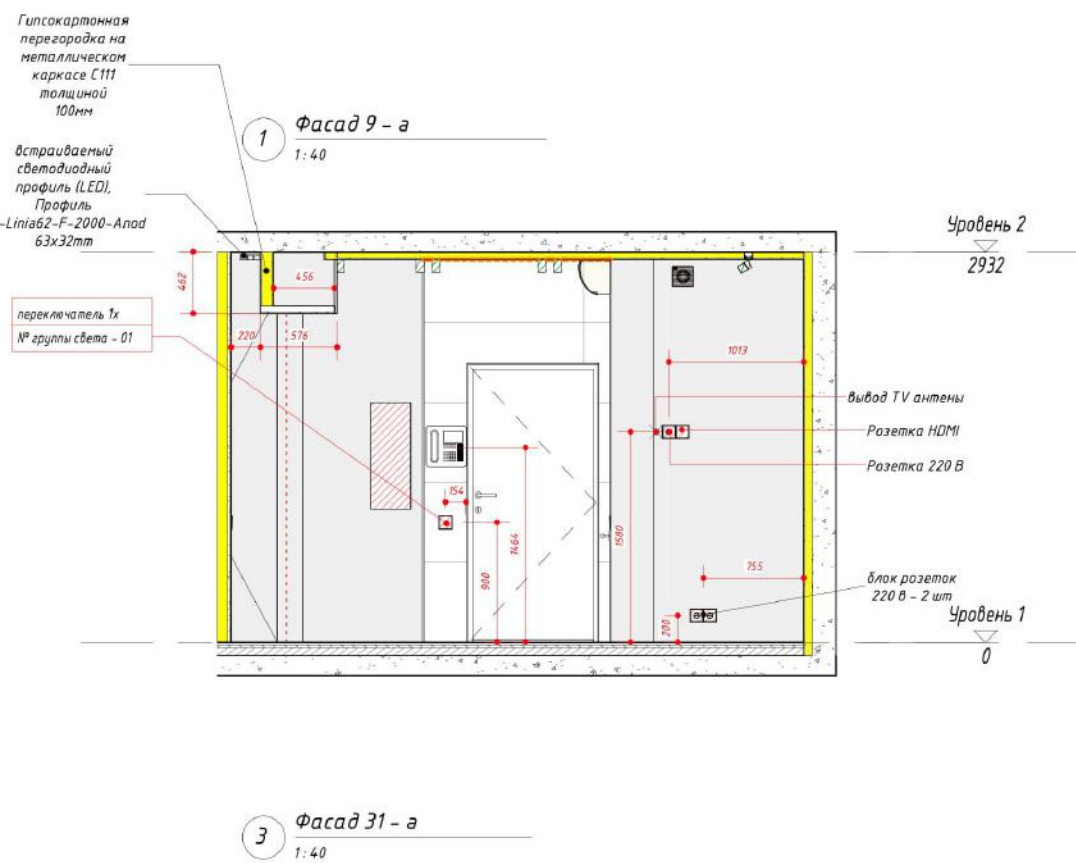 Гипсокартонная
перегородка на
металлическом
каркасе С111
толщиной
100мм
1
Фасад 9 - а
1:40
встраиваемый
светодиодный
профиль (LED),
Профиль
-Linia62-F-2000-Anod
63x32mm
Уровень 2
2932
462
456
переключатель 1х
№ группы света - 01
220
576
1013
вывод TV антены
Розетка HDMI
Розетка 220 В
154
1464
1580
900
755
блок розеток
220 В - 2 шт
200
Уровень 1
0
3
Фасад 31 - а
1:40